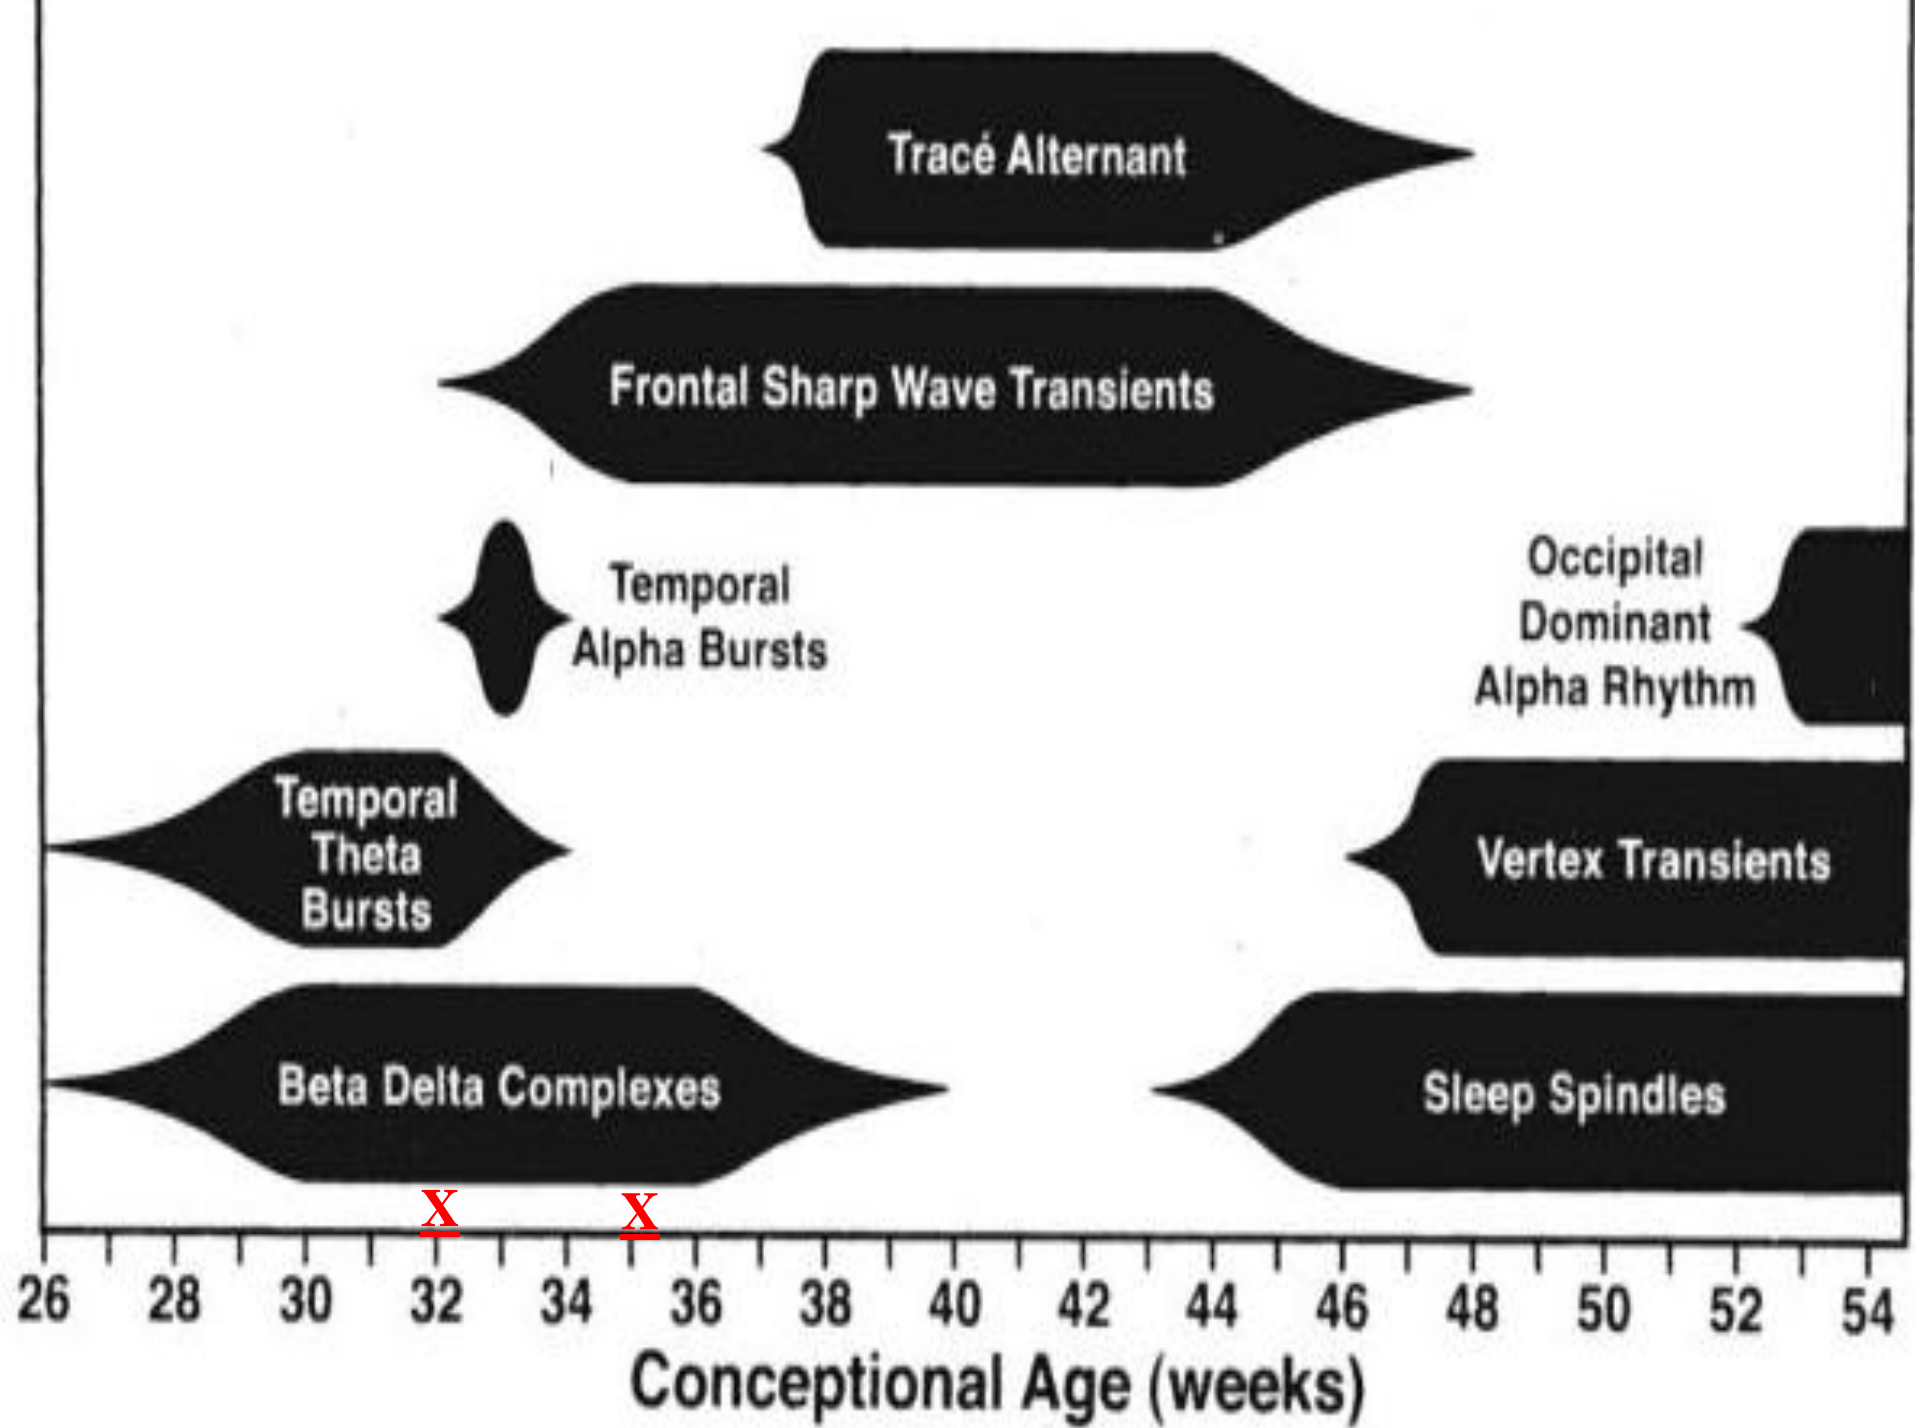 Tracé Alternant
Frontal Sharp Wave Transients
Temporal
Alpha Bursts
Occipital
Dominant
Alpha Rhythm
Temporal
Theta
Bursts
Vertex Transients
Beta Delta Complexes
Sleep Spindles
X X
26 28 30 32 34 36 38 40 42 44 46 48 50 52 54
Conceptional Age (weeks)